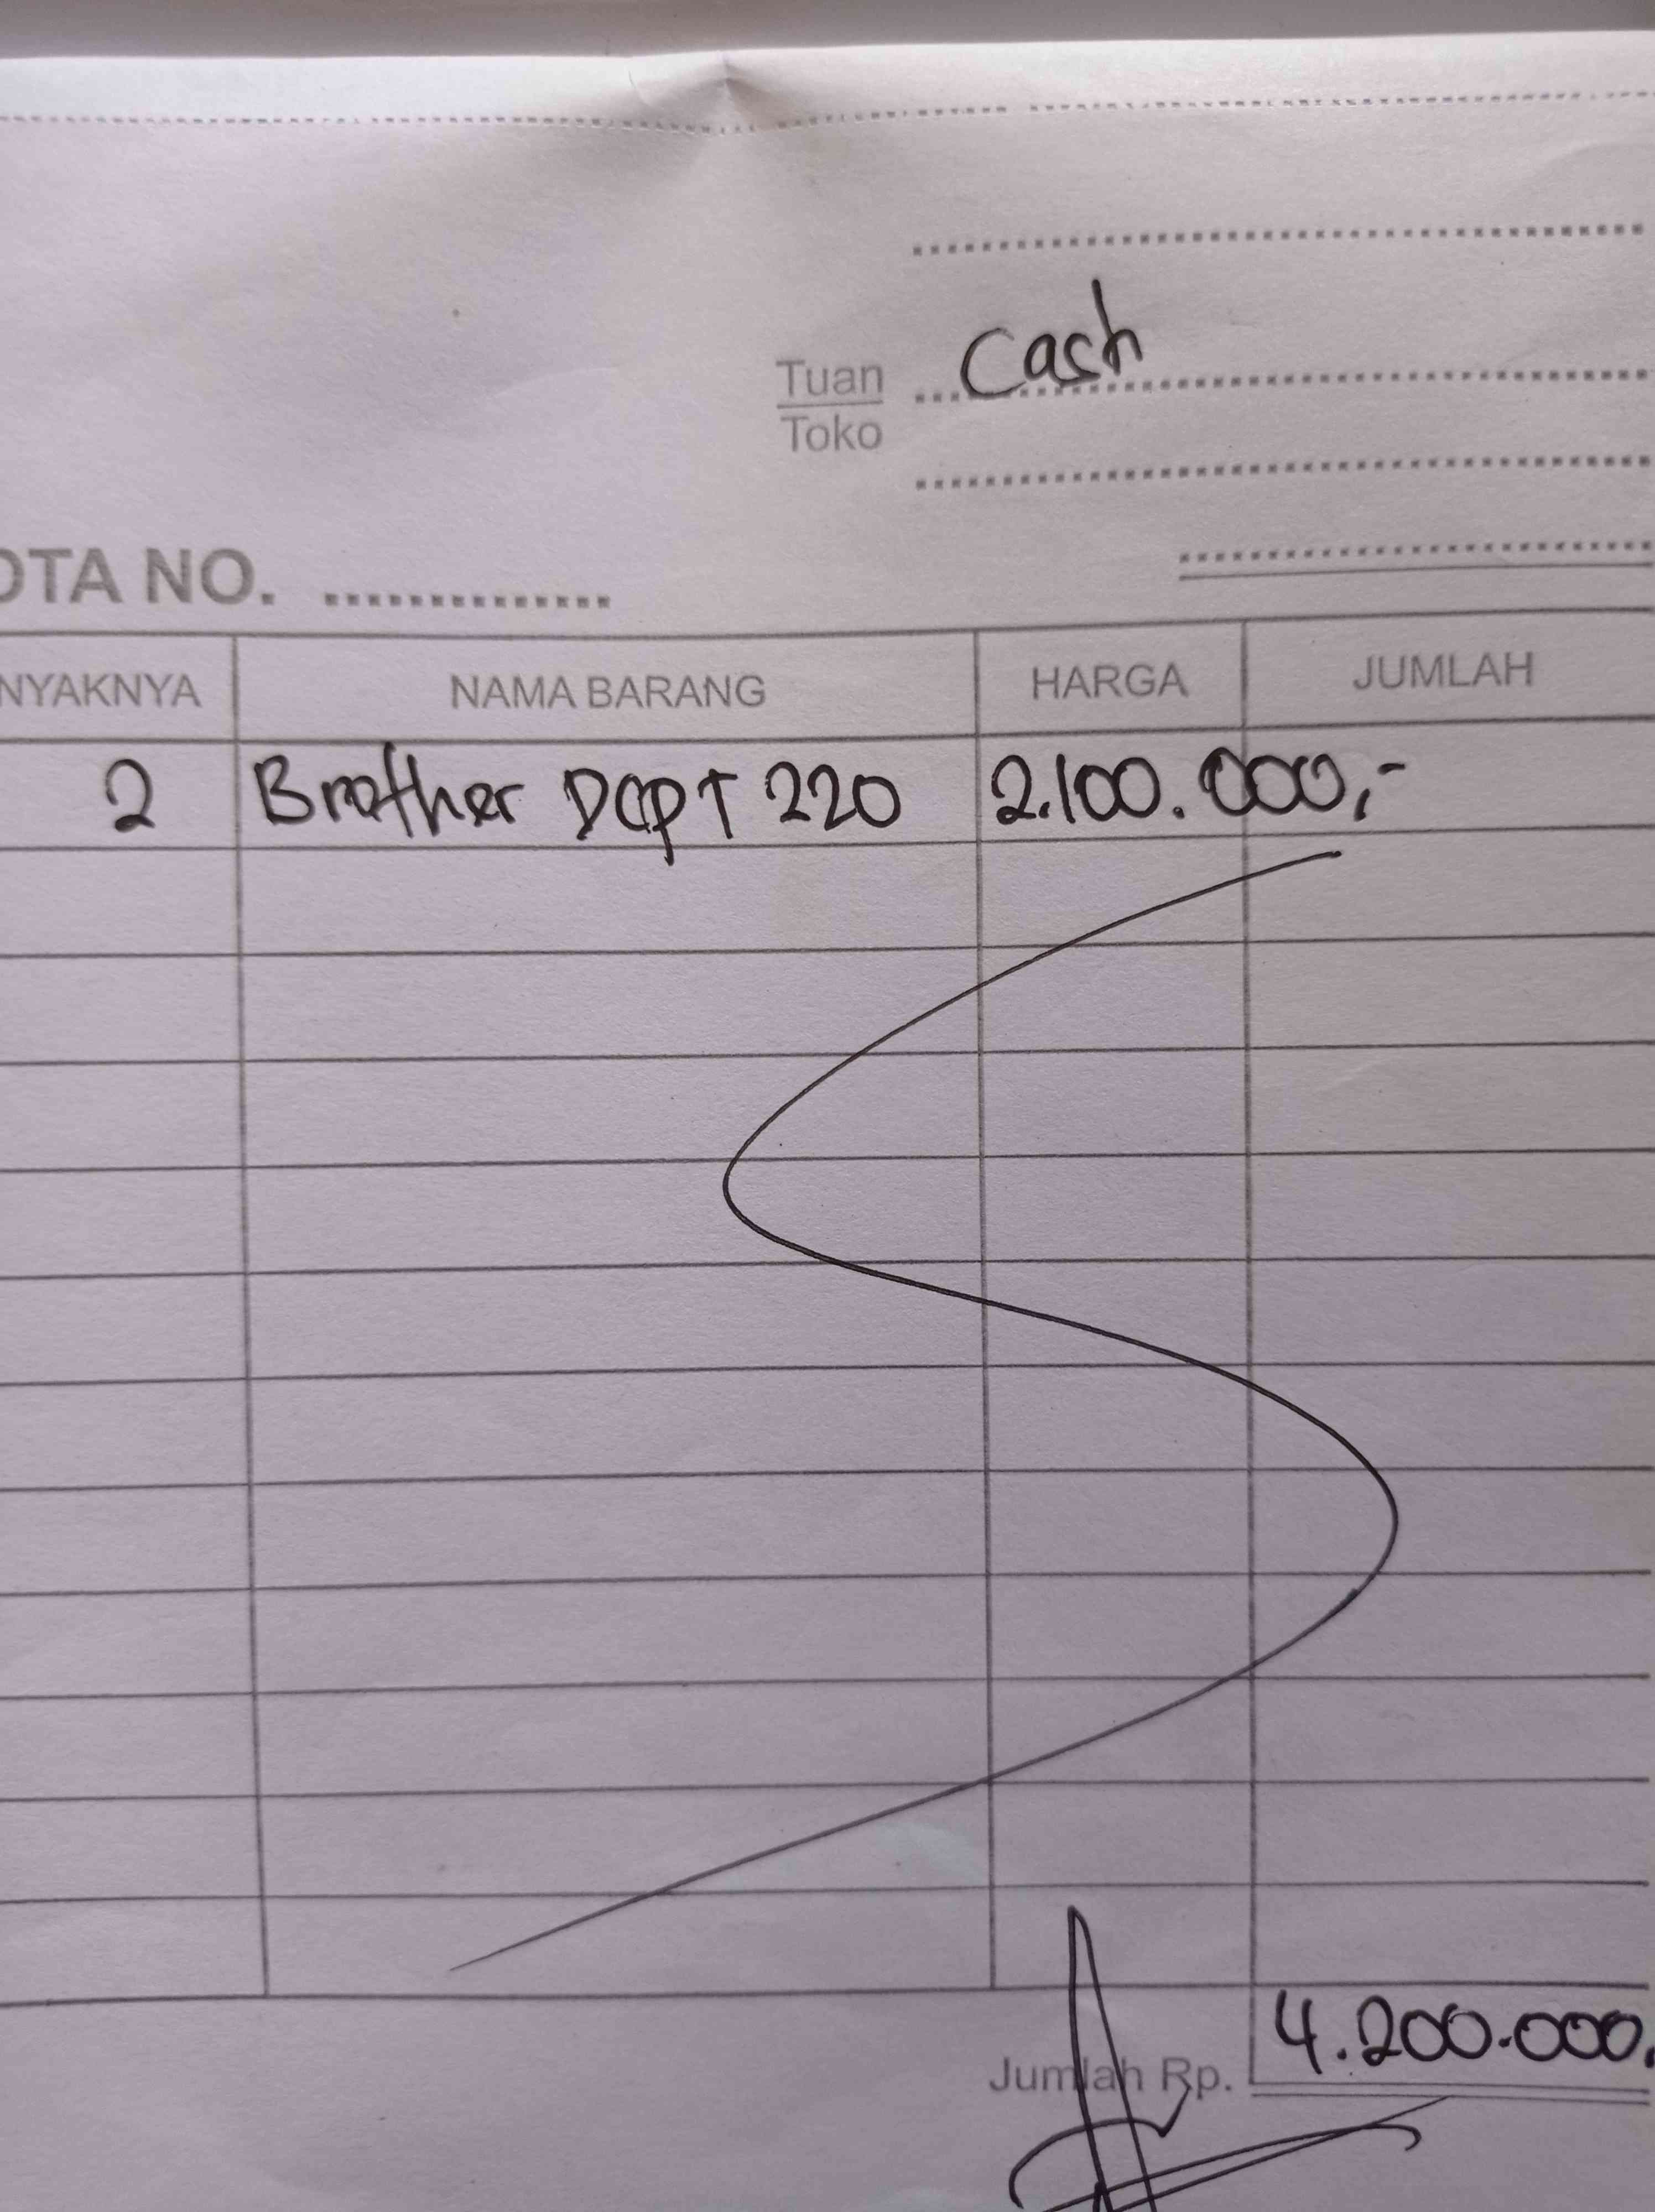 Cash
Tuan
Toko
OTA NO. ..............
NYAKNYA NAMA BARANG HARGA JUMLAH
2 Brother DCP T 220 2.100.000,-
Jumlah Rp. 4.200.000,